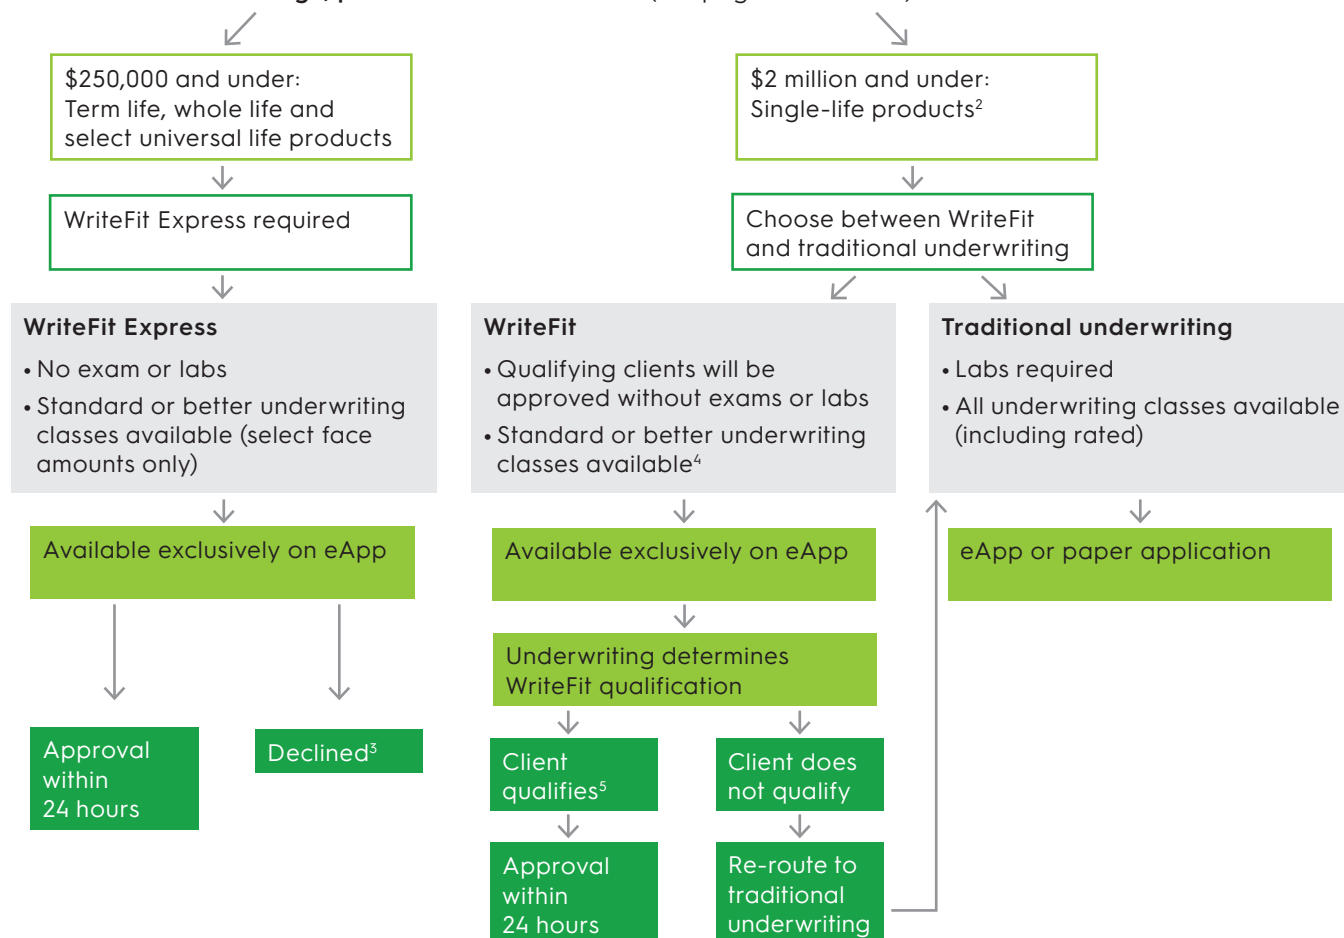 $250,000 and under:
Term life, whole life and
select universal life products
$2 million and under:
Single-life products²
WriteFit Express required
Choose between WriteFit
and traditional underwriting
WriteFit Express
• No exam or labs
• Standard or better underwriting
classes available (select face
amounts only)
WriteFit
• Qualifying clients will be
approved without exams or labs
• Standard or better underwriting
classes available⁴
Traditional underwriting
• Labs required
• All underwriting classes available
(including rated)
Available exclusively on eApp
Available exclusively on eApp
eApp or paper application
Underwriting determines
WriteFit qualification
Approval
within
24 hours
Declined³
Client
qualifies⁵
Client does
not qualify
Approval
within
24 hours
Re-route to
traditional
underwriting